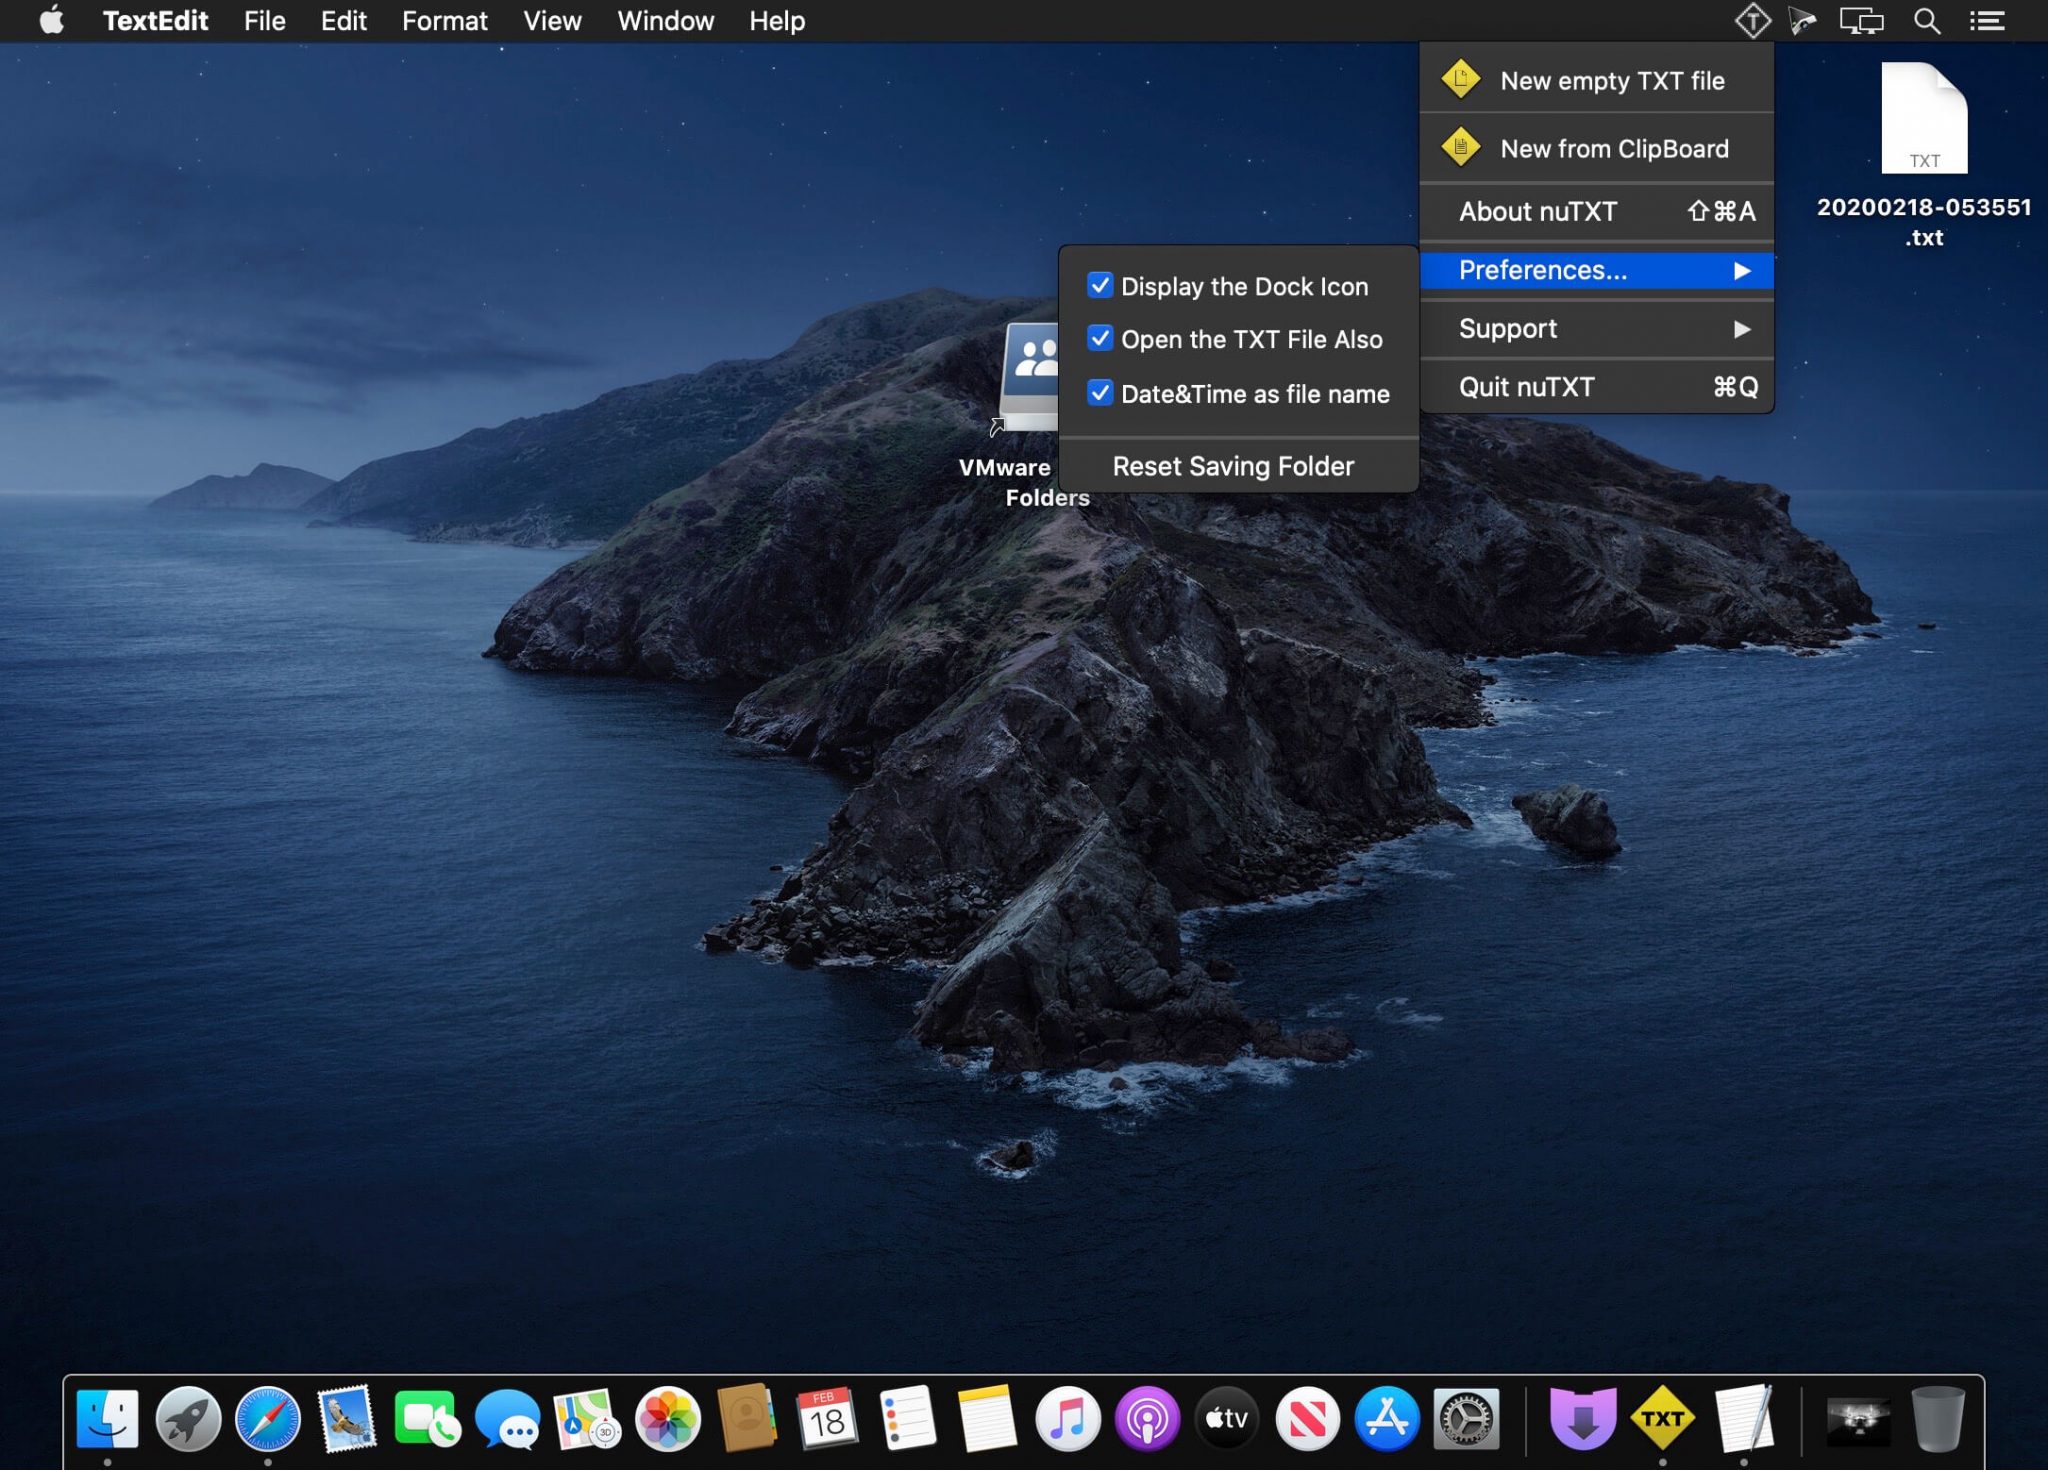 TextEdit File Edit Format View Window Help
New empty TXT file
New from ClipBoard
About nuTXT ⇧⌘A
Preferences...
Support
Quit nuTXT ⌘Q
Display the Dock Icon
Open the TXT File Also
Date&Time as file name
Reset Saving Folder
TXT
20200218-053551
.txt
VMware
Folders
3D
FEB
18
tv
TXT